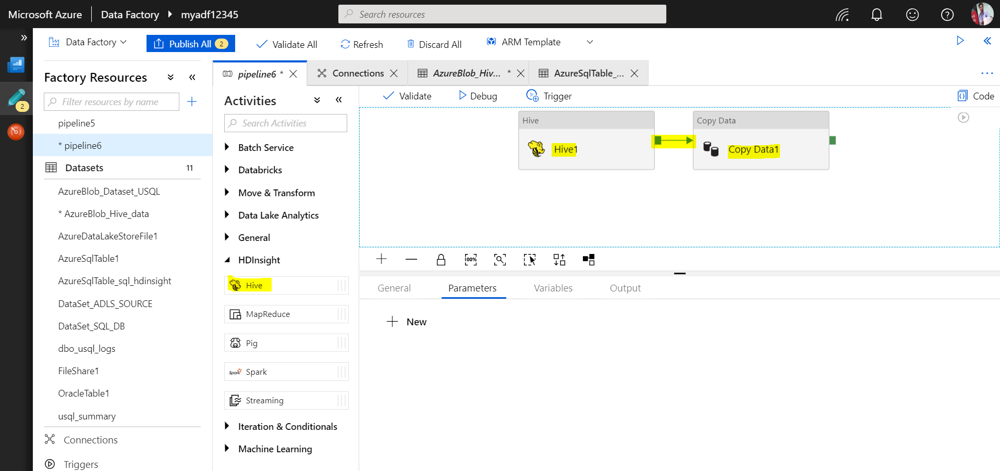 Microsoft Azure
Data Factory
myadf12345
Search resources
Data Factory
Publish All 2
Validate All
Refresh
Discard All
ARM Template
2
Factory Resources
Filter resources by name
pipeline5
* pipeline6
Datasets 11
AzureBlob_Dataset_USQL
* AzureBlob_Hive_data
AzureDataLakeStoreFile1
AzureSqlTable1
AzureSqlTable_sql_hdinsight
DataSet_ADLS_SOURCE
DataSet_SQL_DB
dbo_usql_logs
FileShare1
OracleTable1
usql_summary
Connections
Triggers
pipeline6 *
Connections
AzureBlob_Hiv... *
AzureSqlTable_...
Activities
Search Activities
Batch Service
Databricks
Move & Transform
Data Lake Analytics
General
HDInsight
Hive
MapReduce
Pig
Spark Spark
Streaming
Iteration & Conditionals
Machine Learning
Validate
Debug
Trigger
Code
Hive
Hive1
Copy Data
Copy Data1
100%
General
Parameters
Variables
Output
New